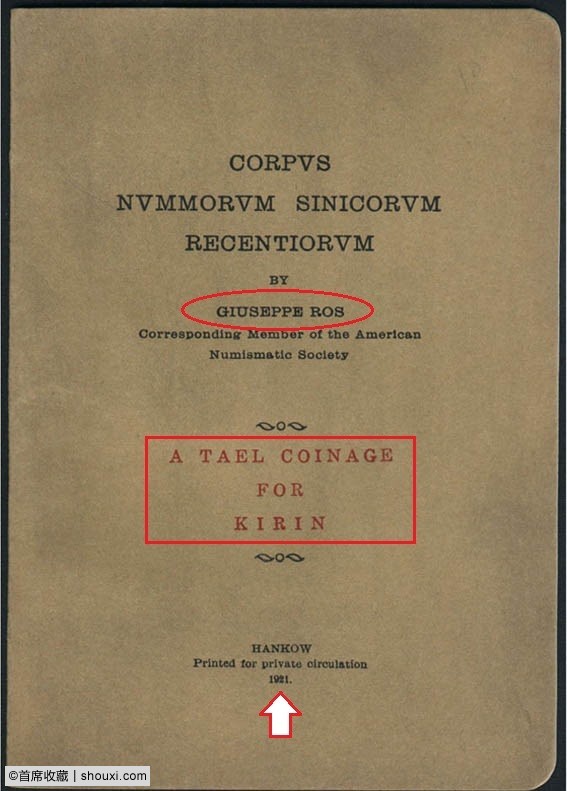 CORPVS
NVMMORVM SINICORVM
RECENTIORVM
BY
GIUSEPPE ROS
Corresponding Member of the American
Numismatic Society
A TAEL COINAGE
FOR
KIRIN
HANKOW
Printed for private circulation
1921.
©首席收藏 | shouxi.com